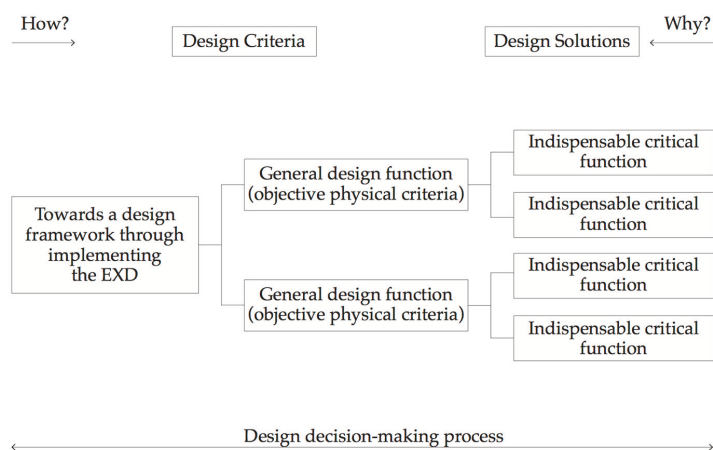 How?
Design Criteria
Design Solutions
Why?
Towards a design
framework through
implementing
the EXD
General design function
(objective physical criteria)
General design function
(objective physical criteria)
Indispensable critical
function
Indispensable critical
function
Indispensable critical
function
Indispensable critical
function
Design decision-making process